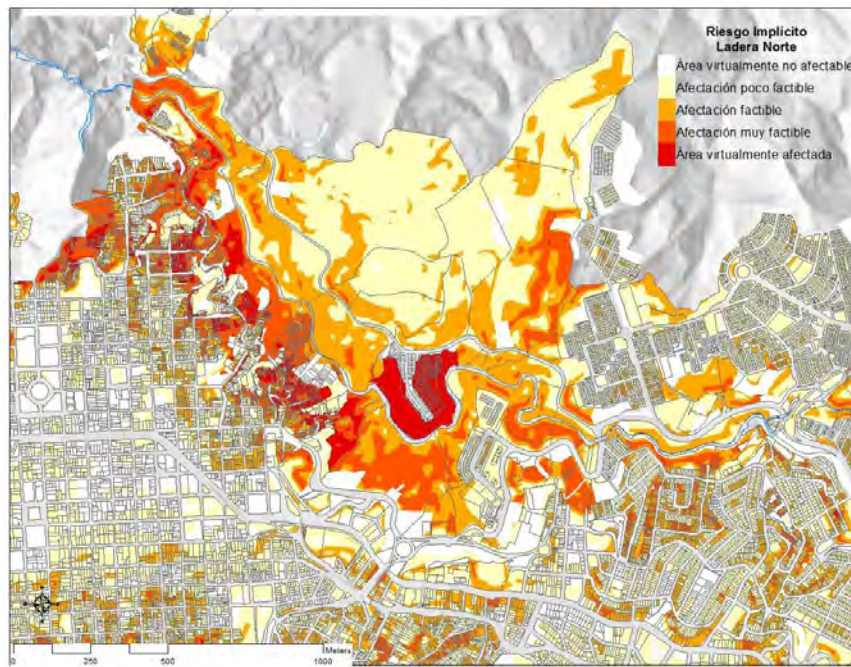 Riesgo Implícito
Ladera Norte
Área virtualmente no afectable
Afectación poco factible
Afectación factible
Afectación muy factible
Área virtualmente afectada
Meters
0 250 500 1000